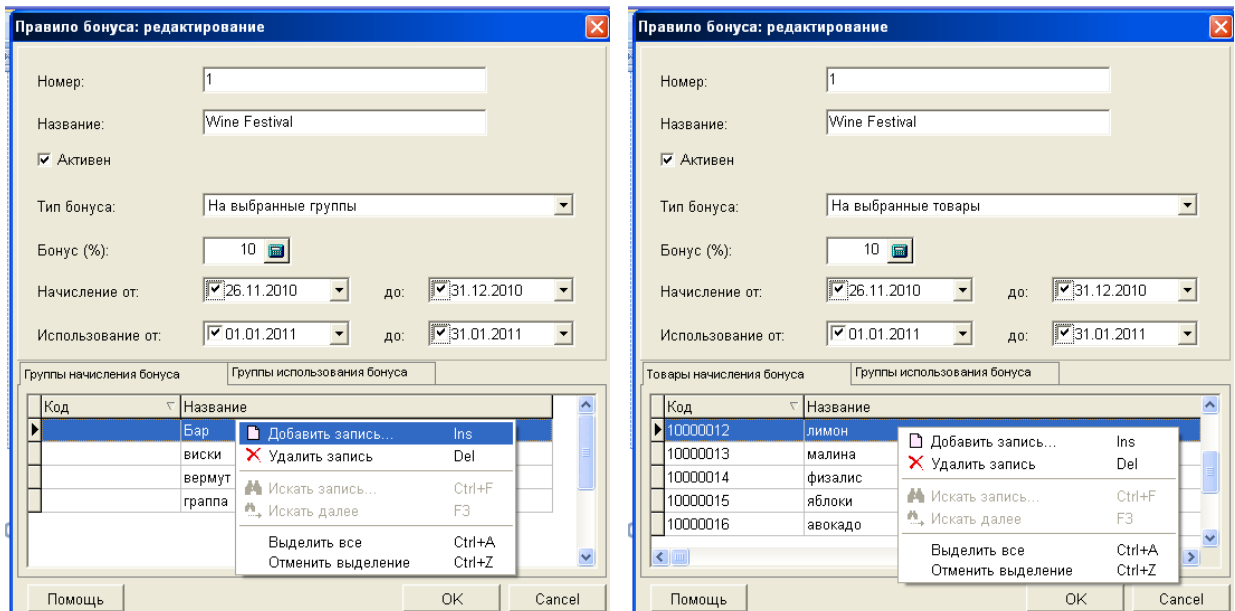 Правило бонуса: редактирование
Номер: 1
Название: Wine Festival
Активен
Тип бонуса: На выбранные группы
Бонус (%): 10
Начисление от: 26.11.2010 до: 31.12.2010
Использование от: 01.01.2011 до: 31.01.2011
Группы начисления бонуса Группы использования бонуса
Код Название
Бар
виски
вермут
граппа
Добавить запись... Ins
Удалить запись Del
Искать запись... Ctrl+F
Искать далее F3
Выделить все Ctrl+A
Отменить выделение Ctrl+Z
Помощь OK Cancel
Правило бонуса: редактирование
Номер: 1
Название: Wine Festival
Активен
Тип бонуса: На выбранные товары
Бонус (%): 10
Начисление от: 26.11.2010 до: 31.12.2010
Использование от: 01.01.2011 до: 31.01.2011
Товары начисления бонуса Группы использования бонуса
Код Название
10000012 лимон
10000013 малина
10000014 физалис
10000015 яблоки
10000016 авокадо
Добавить запись... Ins
Удалить запись Del
Искать запись... Ctrl+F
Искать далее F3
Выделить все Ctrl+A
Отменить выделение Ctrl+Z
Помощь OK Cancel